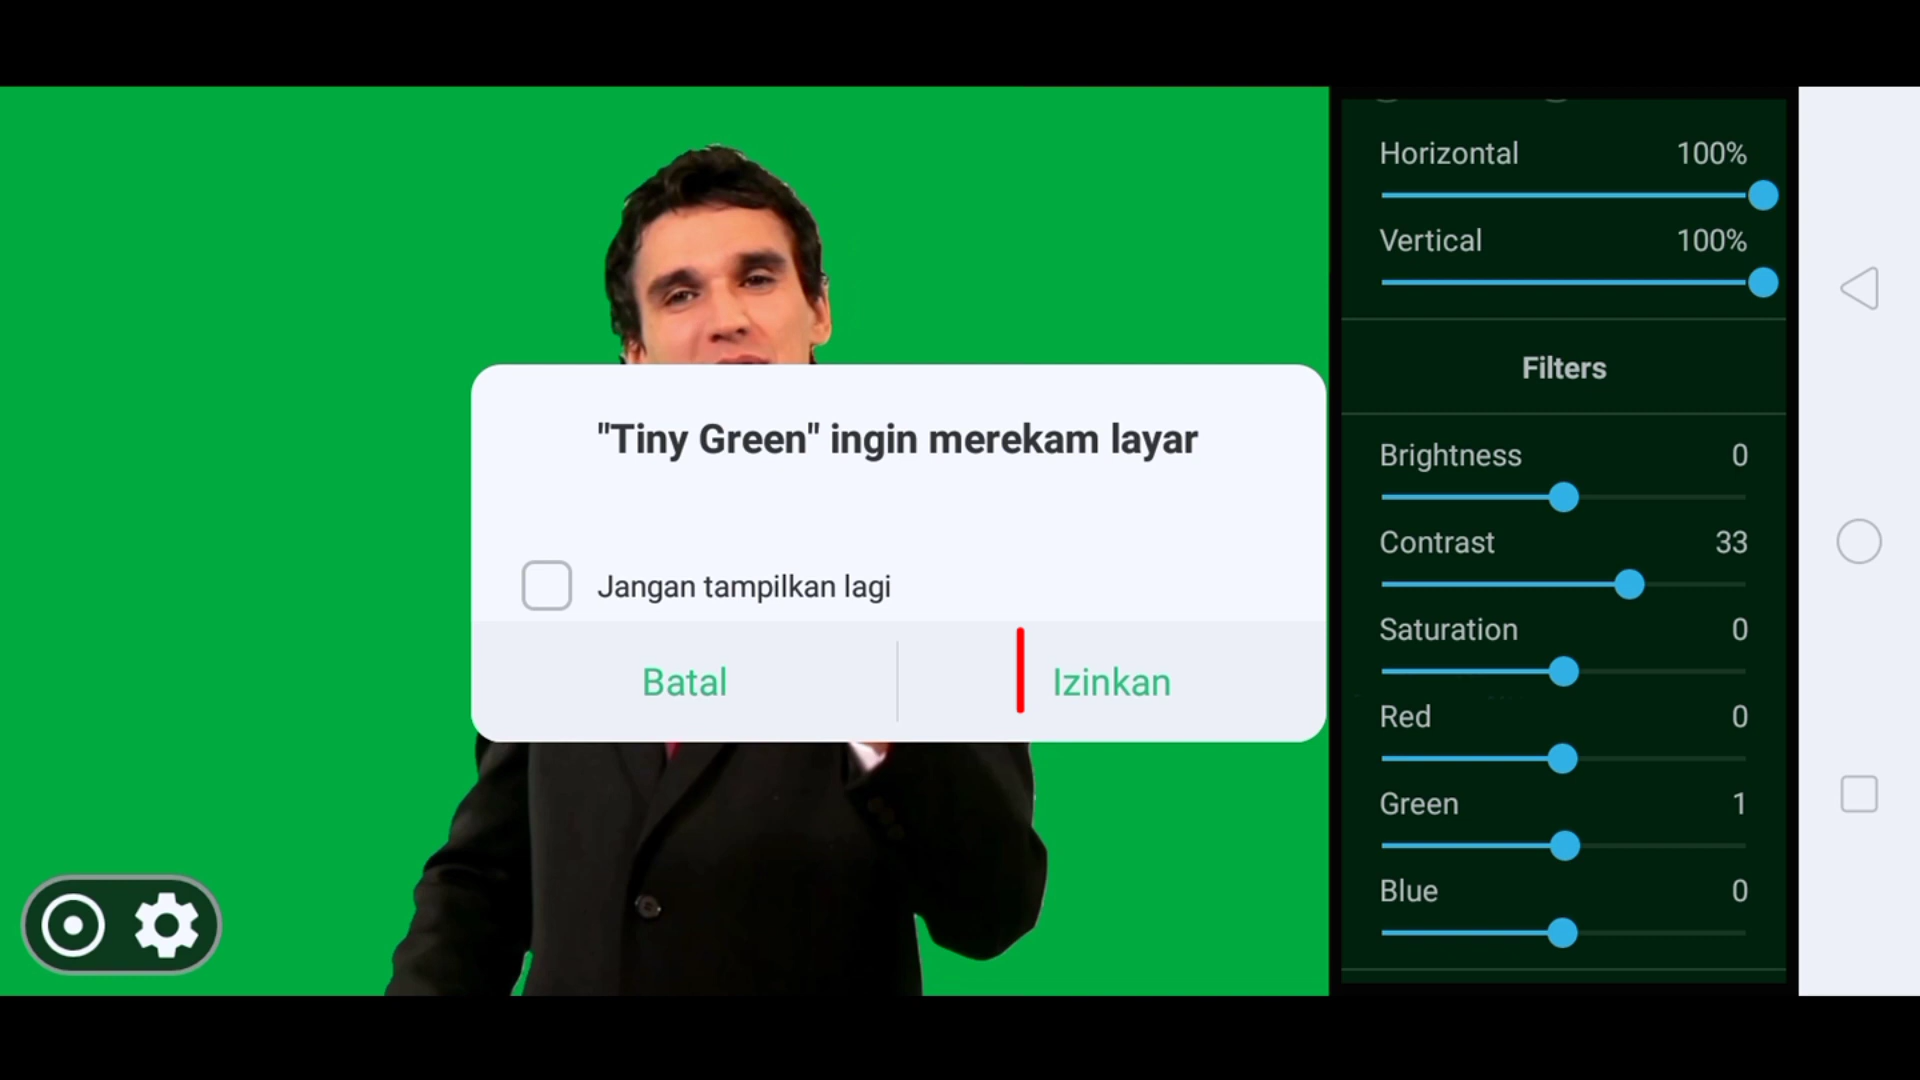 Horizontal 100%
Vertical 100%
Filters
Brightness 0
Contrast 33
Saturation 0
Red 0
Green 1
Blue 0
"Tiny Green" ingin merekam layar
Jangan tampilkan lagi
Batal Izinkan